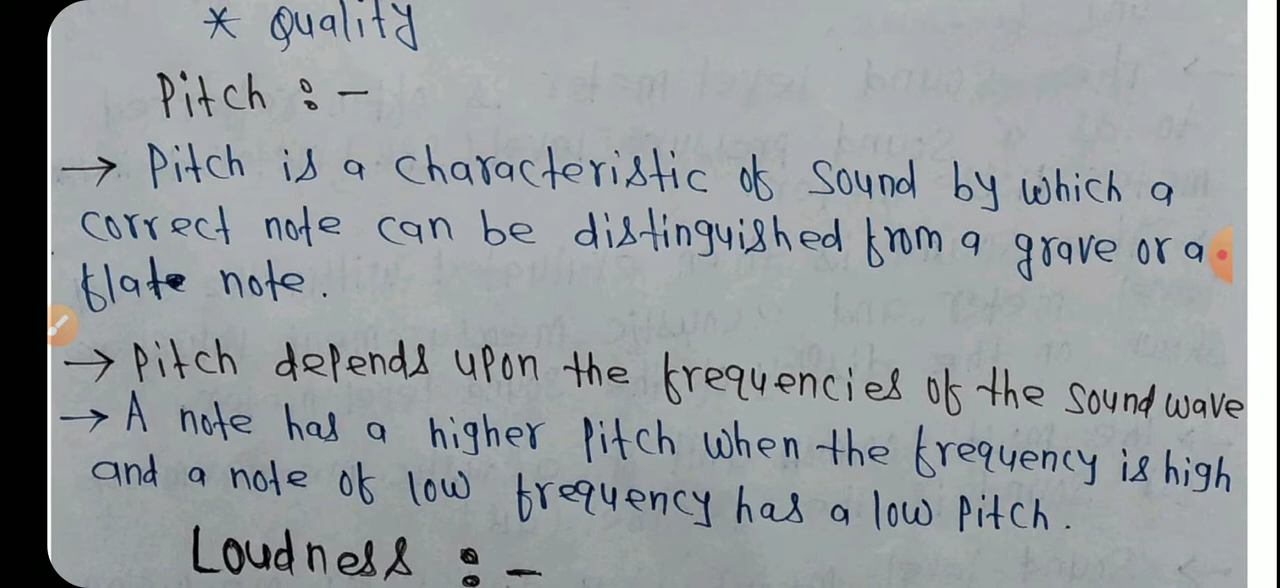 * Quality
Pitch :-
→ Pitch is a characteristic of Sound by which a
correct note can be distinguished from a grave or a
flate note.
→ Pitch depends upon the frequencies of the sound wave
→ A note has a higher Pitch when the frequency is high
and a note of low frequency has a low Pitch.
Loudness :-